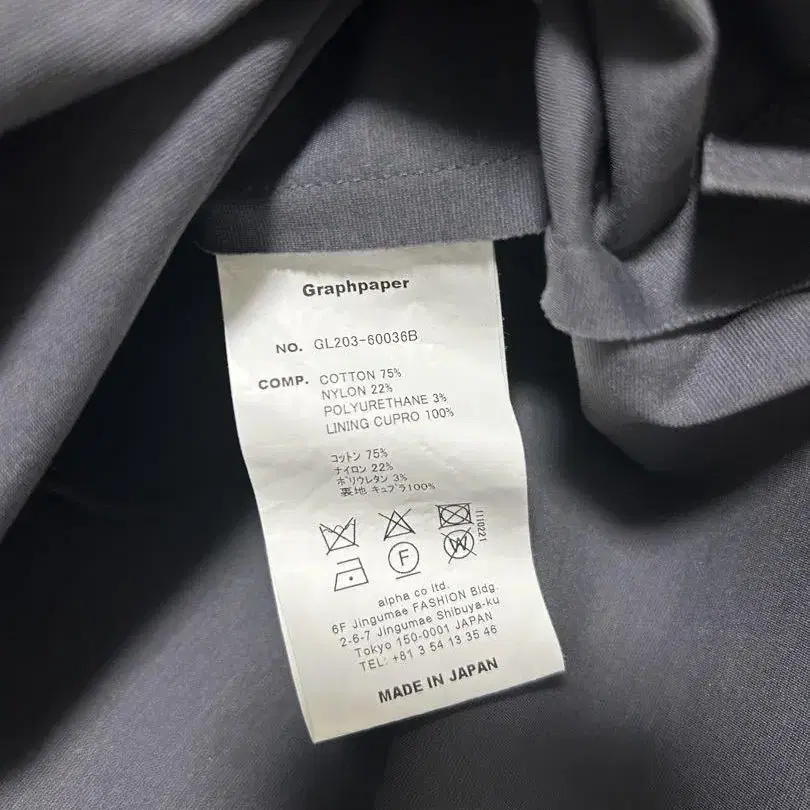 Graphpaper
NO. GL203-60036B
COMP. COTTON 75%
NYLON 22%
POLYURETHANE 3%
LINING CUPRO 100%
コットン 75%
ナイロン 22%
ポリウレタン 3%
裏地 キュプラ100%
1110221
F
W
alpha co ltd.
6F Jingumae FASHION Bldg.
2-6-7 Jingumae Shibuya-ku
Tokyo 150-0001 JAPAN
TEL: +81 3 54 13 35 46
MADE IN JAPAN